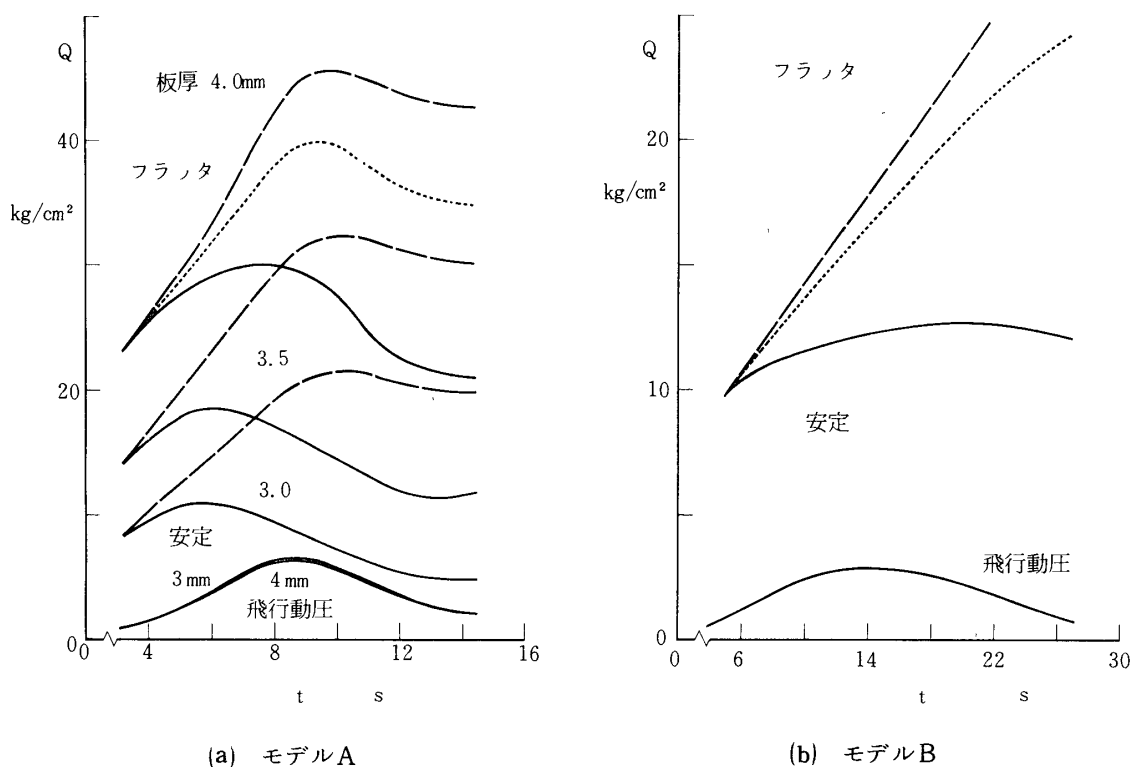 Q
板厚 4.0mm
40
フラッタ
kg/cm²
3.5
20
3.0
安定
3mm
4mm
飛行動圧
0
0
4
8
12
16
t
s
(a) モデルA
Q
フラッタ
20
kg/cm²
10
安定
飛行動圧
0
0
6
14
22
30
t
s
(b) モデルB